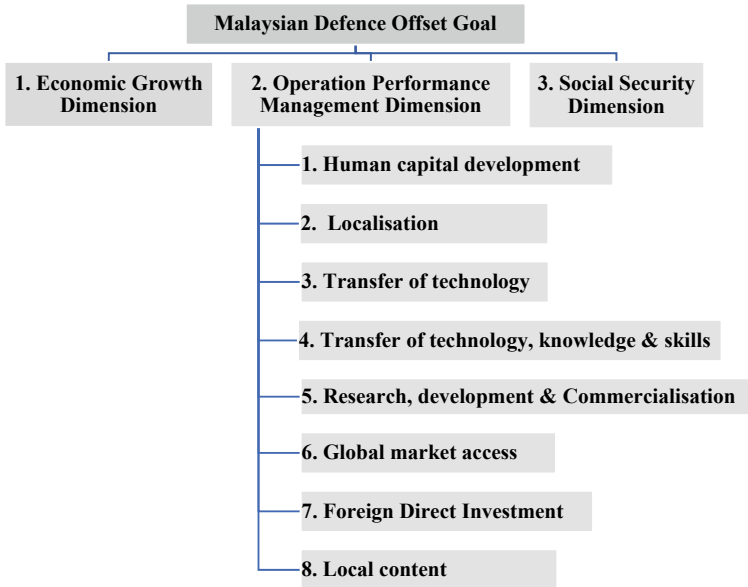 Malaysian Defence Offset Goal
1. Economic Growth
Dimension
2. Operation Performance
Management Dimension
3. Social Security
Dimension
1. Human capital development
2. Localisation
3. Transfer of technology
4. Transfer of technology, knowledge & skills
5. Research, development & Commercialisation
6. Global market access
7. Foreign Direct Investment
8. Local content